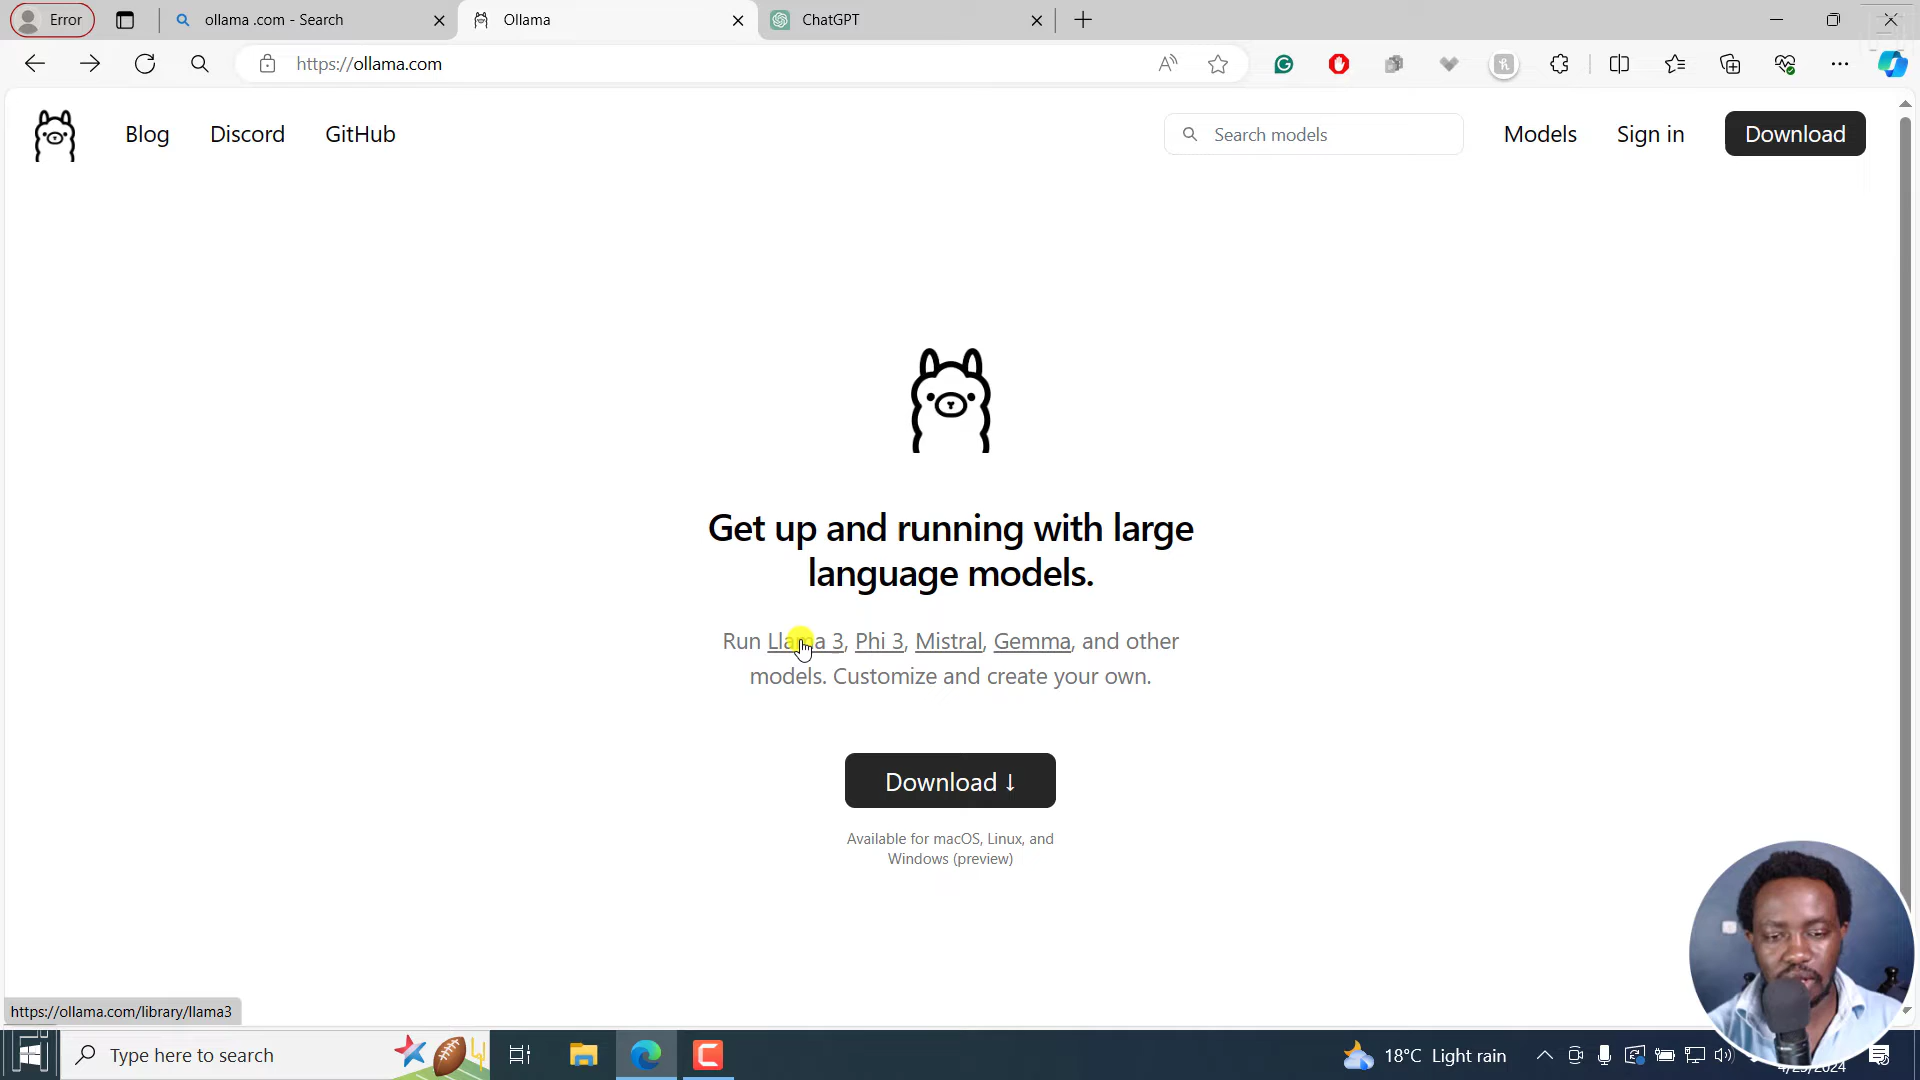 Error
ollama .com - Search
Ollama
ChatGPT
https://ollama.com
Blog Discord GitHub
Search models
Models Sign in Download
Get up and running with large
language models.
Run Llama 3, Phi 3, Mistral, Gemma, and other
models. Customize and create your own.
Download ↓
Available for macOS, Linux, and
Windows (preview)
https://ollama.com/library/llama3
Type here to search
18°C Light rain